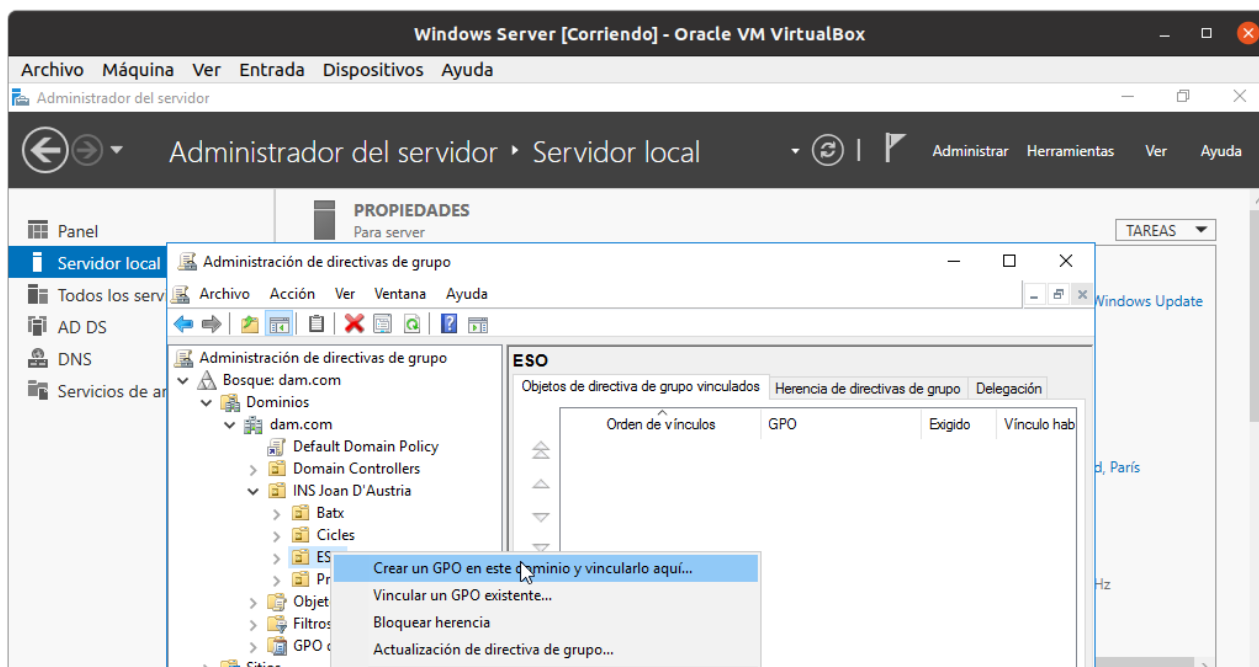 Windows Server [Corriendo] - Oracle VM VirtualBox
Archivo Máquina Ver Entrada Dispositivos Ayuda
Administrador del servidor
Administrador del servidor Servidor local
Administrar Herramientas Ver Ayuda
PROPIEDADES
Para server
TAREAS
Panel
Servidor local
Todos los serv
AD DS
DNS
Servicios de ar
Windows Update
d, París
Hz
Administración de directivas de grupo
Archivo Acción Ver Ventana Ayuda
Administración de directivas de grupo
Bosque: dam.com
Dominios
dam.com
Default Domain Policy
Domain Controllers
INS Joan D'Austria
Batx
Cicles
ES
Pr
Objet
Filtros
GPO
Sitios
ESO
Objetos de directiva de grupo vinculados Herencia de directivas de grupo Delegación
Orden de vínculos GPO Exigido Vínculo hab
Crear un GPO en este dominio y vincularlo aquí...
Vincular un GPO existente...
Bloquear herencia
Actualización de directiva de grupo...